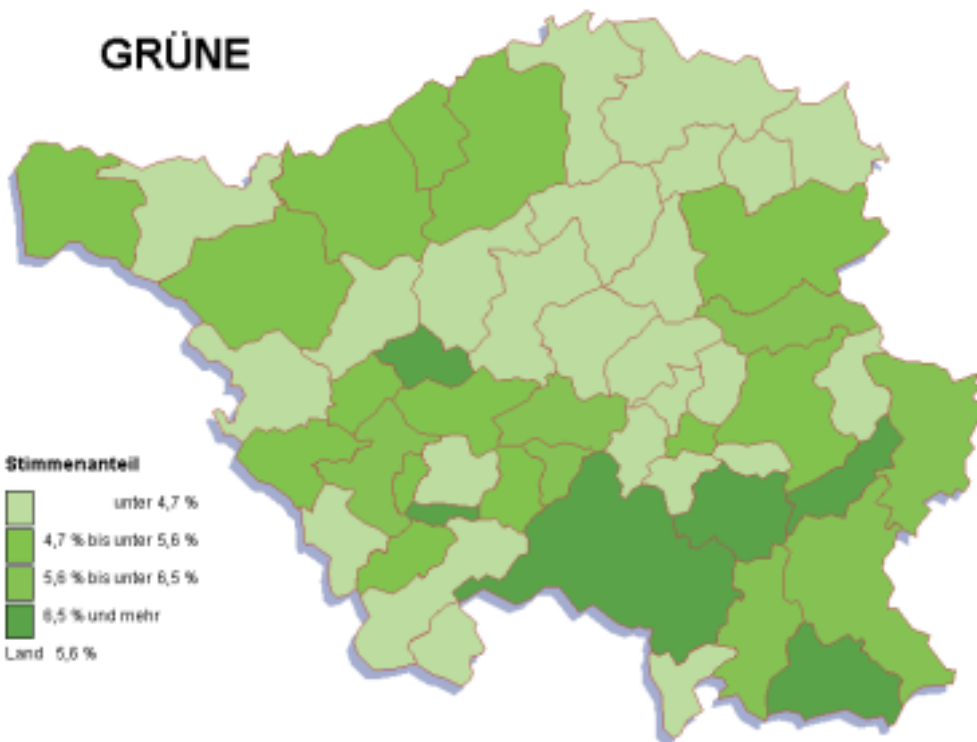 GRÜNE
Stimmenanteil
unter 4,7 %
4,7 % bis unter 5,6 %
5,6 % bis unter 6,5 %
6,5 % und mehr
Land 5,6 %